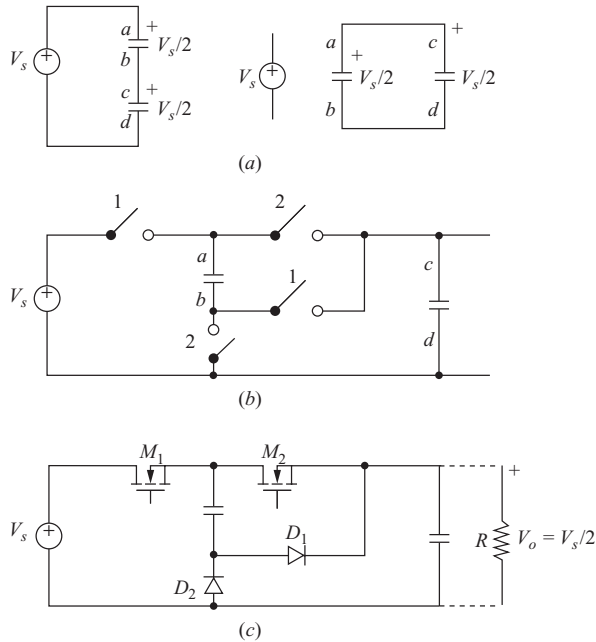 a
+
V_s
V_s/2
b
c
+
V_s/2
d
V_s
+
a
c
+
+
V_s/2
V_s/2
b
d
(a)
1
2
a
c
V_s
+
b
1
2
d
(b)
M_1
M_2
+
V_s
+
D_1
R
V_o = V_s/2
D_2
(c)